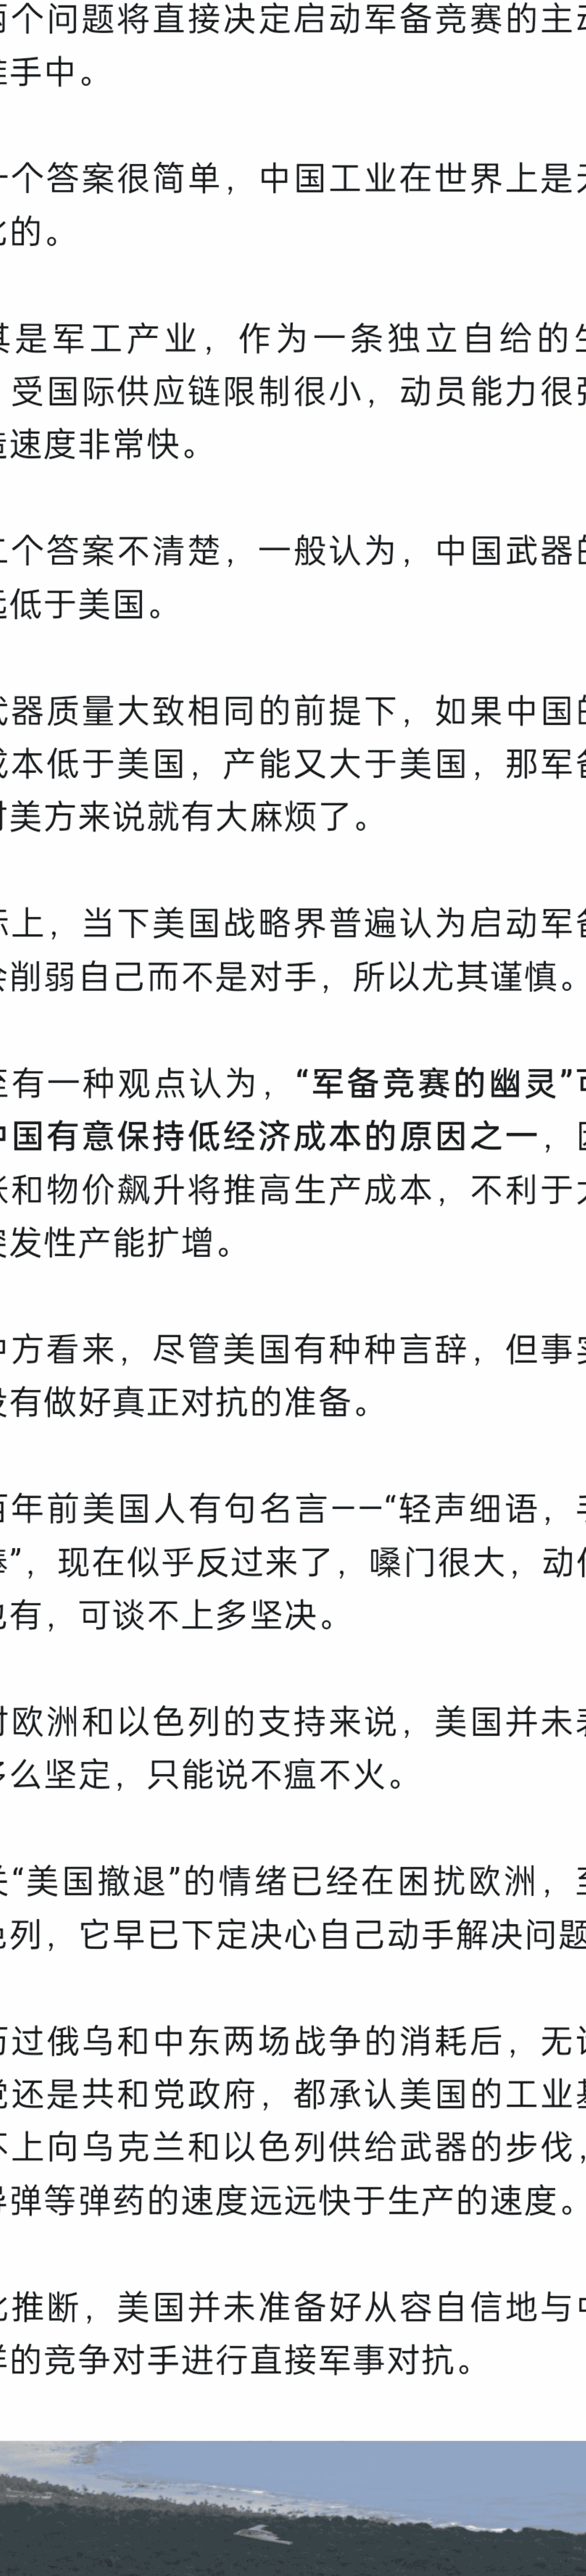 个问题将直接决定启动军备竞赛的主
手中。
个答案很简单，中国工业在世界上是
的。
是军工产业，作为一条独立自给的
受国际供应链限制很小，动员能力很强
速度非常快。
个答案不清楚，一般认为，中国武器的
低于美国。
器质量大致相同的前提下，如果中国的
本低于美国，产能又大于美国，那军备
美方来说就有大麻烦了。
上，当下美国战略界普遍认为启动军备
削弱自己而不是对手，所以尤其谨慎。
有一种观点认为，“军备竞赛的幽灵”可
中国有意保持低经济成本的原因之一，因
和物价飙升将推高生产成本，不利于大
发性产能扩增。
方看来，尽管美国有种种言辞，但事实
有做好真正对抗的准备。
年前美国人有句名言——“轻声细语，手
”，现在似乎反过来了，嗓门很大，动作
也有，可谈不上多坚决。
对欧洲和以色列的支持来说，美国并未表
多么坚定，只能说不瘟不火。
“美国撤退”的情绪已经在困扰欧洲，至
色列，它早已下定决心自己动手解决问题
过俄乌和中东两场战争的消耗后，无论
党还是共和党政府，都承认美国的工业基
不上向乌克兰和以色列供给武器的步伐，
导弹等弹药的速度远远快于生产的速度。
推断，美国并未准备好从容自信地与中
样的竞争对手进行直接军事对抗。